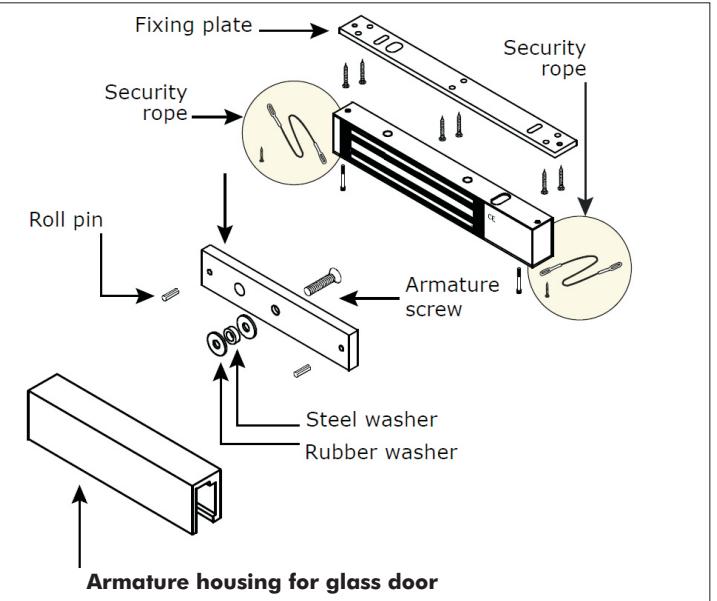 Fixing plate
Security
rope
Security
rope
Roll pin
CE
Armature
screw
Steel washer
Rubber washer
Armature housing for glass door